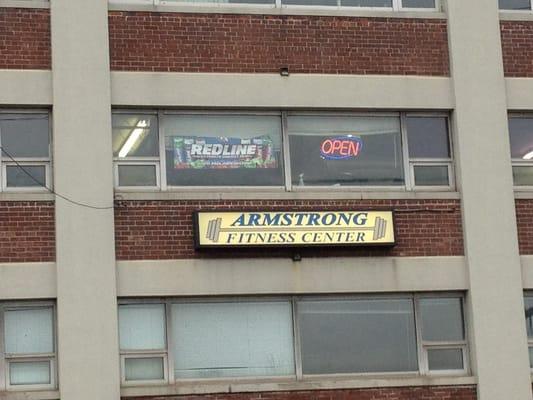 REDLINE
OPEN
ARMSTRONG
FITNESS CENTER